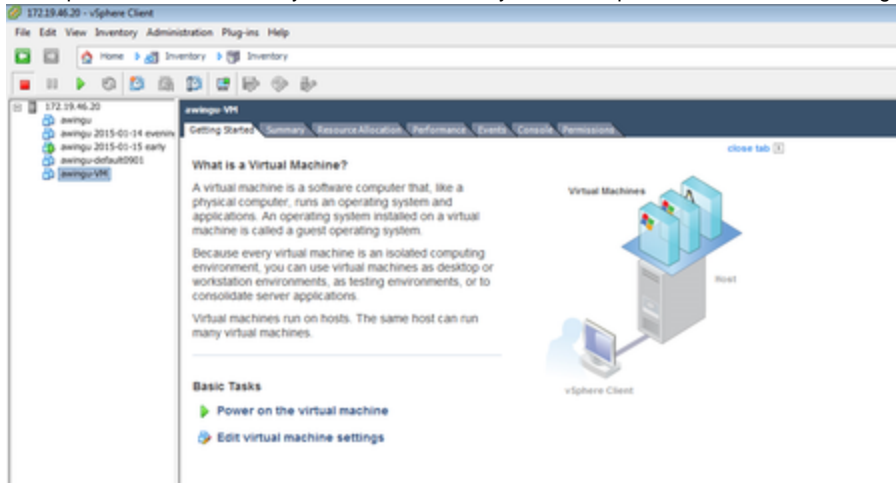 172.19.46.20 - vSphere Client
File Edit View Inventory Administration Plug-ins Help
Home Inventory Inventory
172.19.46.20
awingu
awingu 2015-01-14 evening
awingu 2015-01-15 early
awingu-default0901
awingu-VM
awingu-VM
Getting Started Summary Resource Allocation Performance Events Console Permissions
close tab
What is a Virtual Machine?
A virtual machine is a software computer that, like a
physical computer, runs an operating system and
applications. An operating system installed on a virtual
machine is called a guest operating system.
Because every virtual machine is an isolated computing
environment, you can use virtual machines as desktop or
workstation environments, as testing environments, or to
consolidate server applications.
Virtual machines run on hosts. The same host can run
many virtual machines.
Virtual Machines
Host
vSphere Client
Basic Tasks
Power on the virtual machine
Edit virtual machine settings